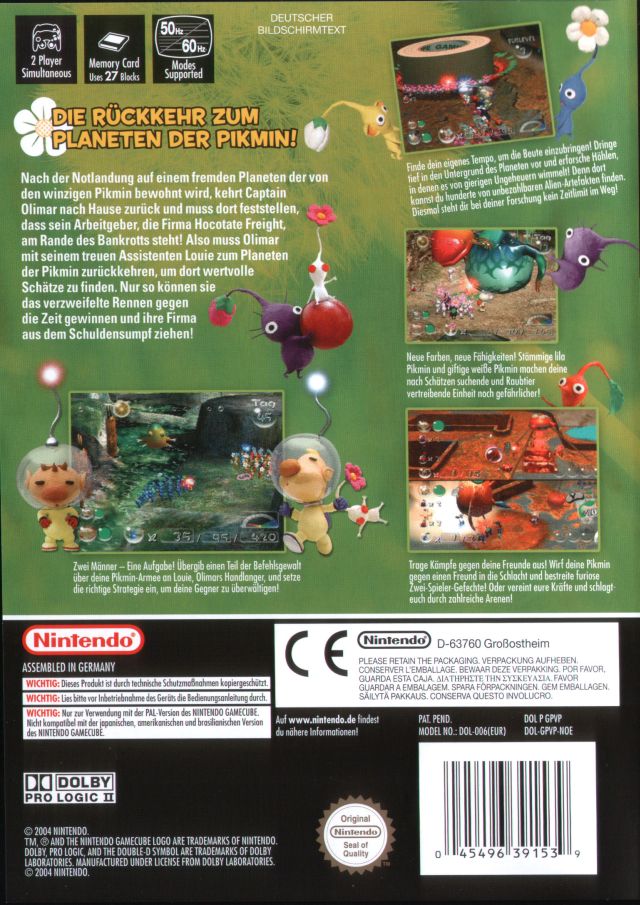 2 Player
Simultaneous
Memory Card
Uses 27 Blocks
50Hz
60Hz
Modes
Supported
DEUTSCHER
BILDSCHIRMTEXT
DIE RÜCKKEHR ZUM
PLANETEN DER PIKMIN!
Nach der Notlandung auf einem fremden Planeten der von
den winzigen Pikmin bewohnt wird, kehrt Captain
Olimar nach Hause zurück und muss dort feststellen,
dass sein Arbeitgeber, die Firma Hocotate Freight,
am Rande des Bankrotts steht! Also muss Olimar
mit seinem treuen Assistenten Louie zum Planeten
der Pikmin zurückkehren, um dort wertvolle
Schätze zu finden. Nur so können sie
das verzweifelte Rennen gegen
die Zeit gewinnen und ihre Firma
aus dem Schuldensumpf ziehen!
Finde dein eigenes Tempo, um die Beute einzubringen! Dringe
tief in den Untergrund des Planeten vor und erforsche Höhlen,
in denen es von gierigen Ungeheuern wimmelt! Denn dort
kannst du hunderte von unbezahlbaren Alien-Artefakten finden.
Diesmal steht dir bei deiner Forschung kein Zeitlimit im Weg!
Tag
Neue Farben, neue Fähigkeiten! Stämmige lila
Pikmin und giftige weiße Pikmin machen deine
nach Schätzen suchende und Raubtier
vertreibende Einheit noch gefährlicher!
Tag
45
x 35/ 95/ 420
Zwei Männer – Eine Aufgabe! Übergib einen Teil der Befehlsgewalt
über deine Pikmin-Armee an Louie, Olimars Handlanger, und setze
die richtige Strategie ein, um deine Gegner zu überwältigen!
Trage Kämpfe gegen deine Freunde aus! Wirf deine Pikmin
gegen einen Freund in die Schlacht und bestreite furiose
Zwei-Spieler-Gefechte! Oder vereint eure Kräfte und schlagt
euch durch zahlreiche Arenen!
Nintendo®
ASSEMBLED IN GERMANY
WICHTIG: Dieses Produkt ist durch technische Schutzmaßnahmen kopiergeschützt.
WICHTIG: Lies bitte vor Inbetriebnahme des Geräts die Bedienungsanleitung durch.
WICHTIG: Nur zur Verwendung mit der PAL-Version des NINTENDO GAMECUBE.
Nicht kompatibel mit der japanischen, amerikanischen und brasilianischen Version
des NINTENDO GAMECUBE.
CE
Nintendo® D-63760 Großostheim
PLEASE RETAIN THE PACKAGING. VERPACKUNG AUFHEBEN.
CONSERVER L'EMBALLAGE. BEWAAR DEZE VERPAKKING. POR FAVOR,
GUARDA ESTA CAJA. ΔΙΑΤΗΡΗΣΤΕ ΤΗΝ ΣΥΣΚΕΥΑΣΙΑ. FAVOR
GUARDAR A EMBALAGEM. SPARA FÖRPACKNINGEN. GEM EMBALLAGEN.
SÄILYTÄ PAKKAUS. CONSERVA QUESTO INVOLUCRO.
Auf www.nintendo.de findest
du nähere Informationen!
PAT. PEND.
MODEL NO.: DOL-006(EUR)
DOL P GPVP
DOL-GPVP-NOE
DOLBY
PRO LOGIC II
Original
Nintendo
Seal of
Quality
TM
0 45496 39153 9
© 2004 NINTENDO.
TM, ® AND THE NINTENDO GAMECUBE LOGO ARE TRADEMARKS OF NINTENDO.
DOLBY, PRO LOGIC, AND THE DOUBLE-D SYMBOL ARE TRADEMARKS OF DOLBY
LABORATORIES. MANUFACTURED UNDER LICENSE FROM DOLBY LABORATORIES.
© 2004 NINTENDO.